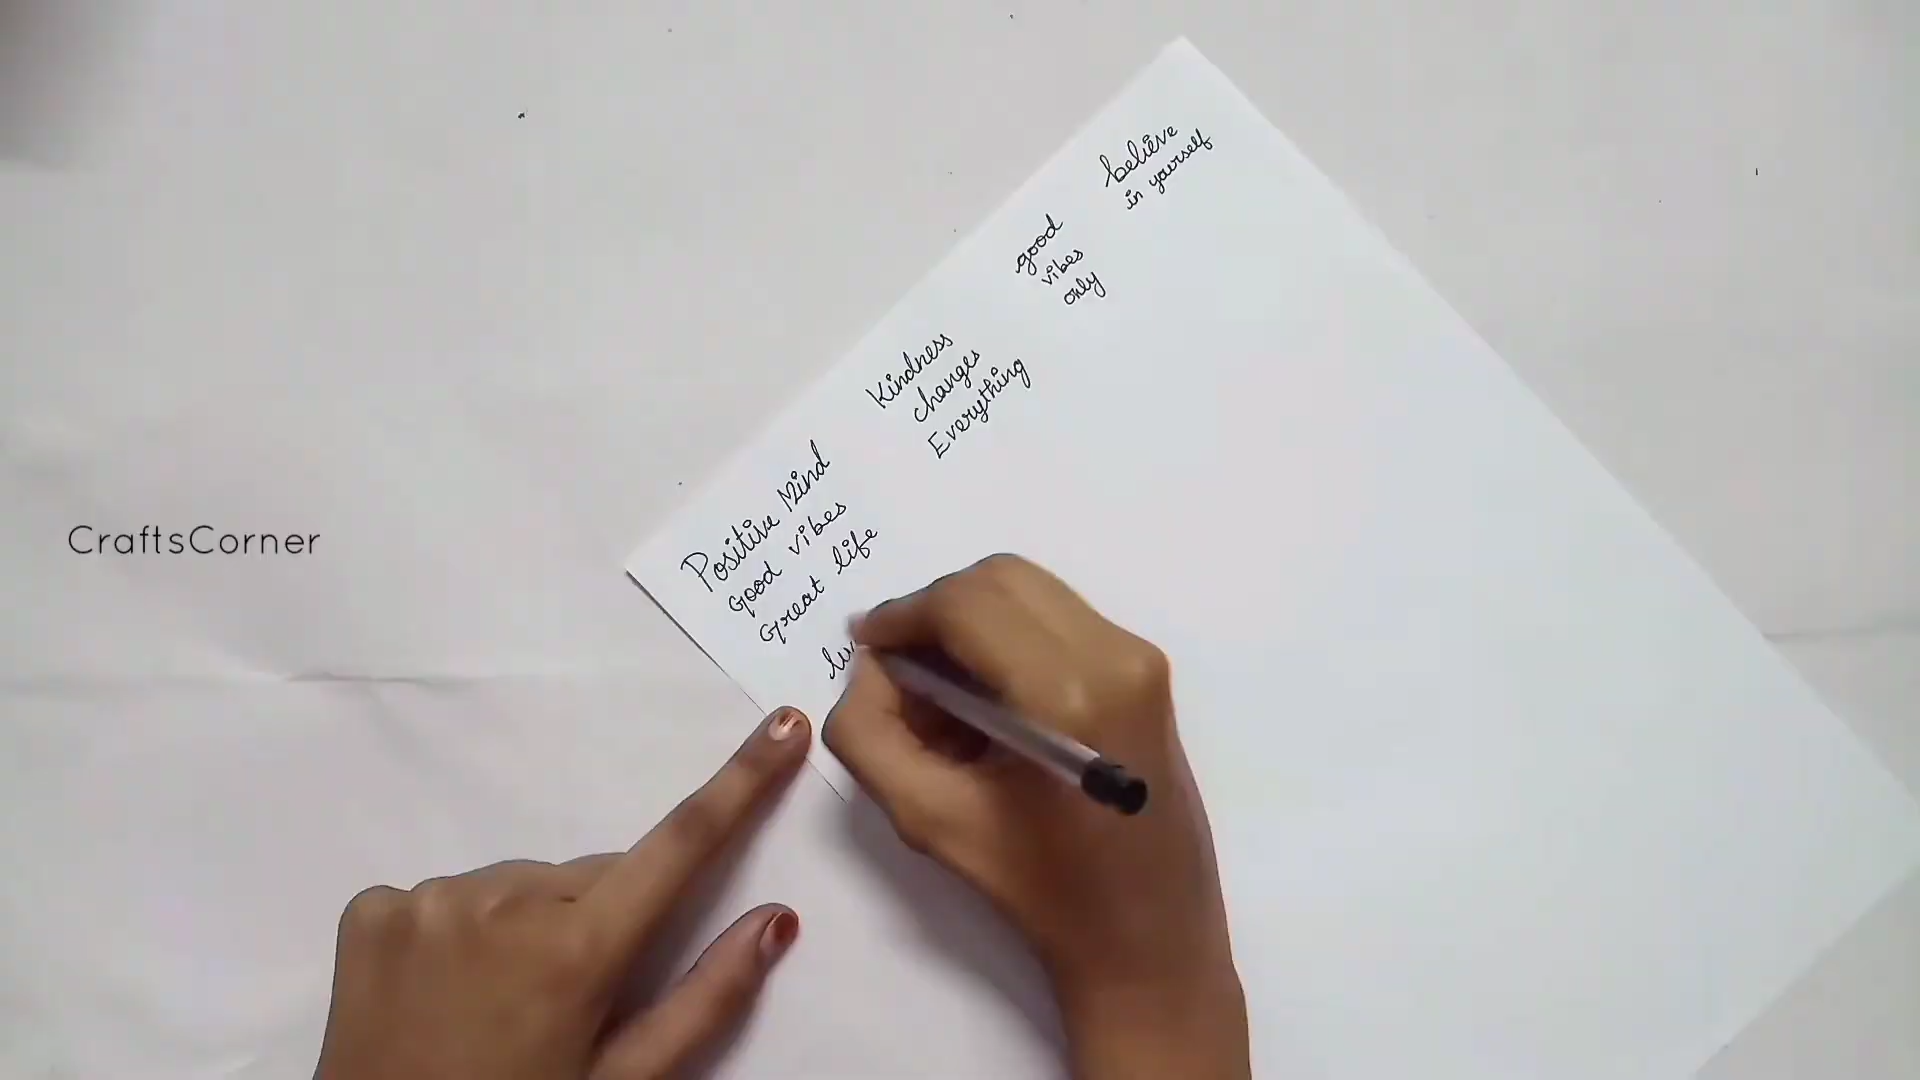 CraftsCorner
Positive Mind
Good vibes
Great life
Kindness
changes
Everything
good
vibes
only
believe
in yourself